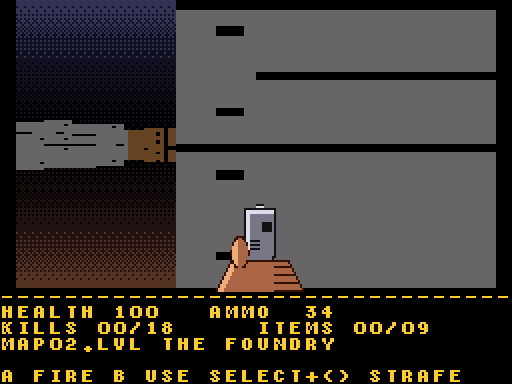 HEALTH 100 AMMO 34
KILLS 00/18 ITEMS 00/09
MAP02.LVL THE FOUNDRY
A FIRE B USE SELECT+<> STRAFE